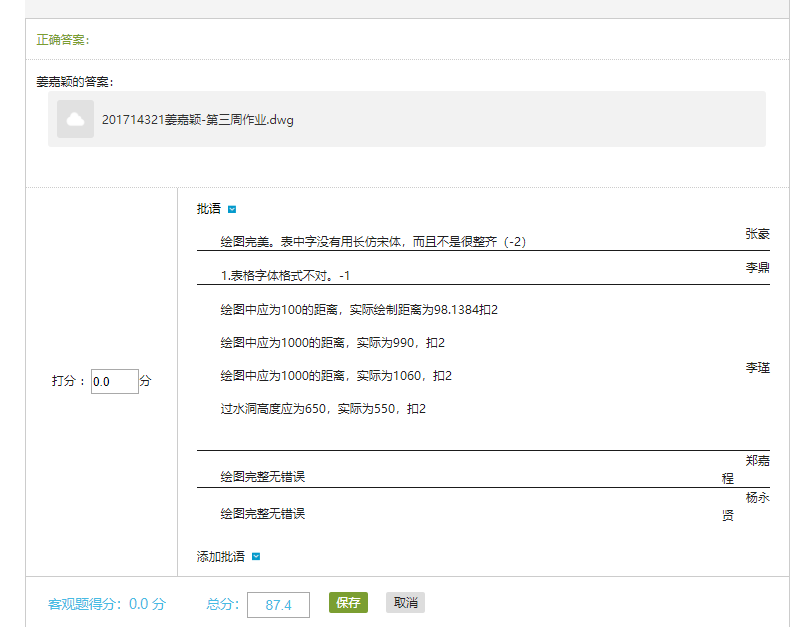 正确答案:
姜嘉颖的答案:
201714321姜嘉颖-第三周作业.dwg
批语
绘图完美。表中字没有用长仿宋体，而且不是很整齐（-2）
张豪
1.表格字体格式不对。-1
李鼎
绘图中应为100的距离，实际绘制距离为98.1384扣2
绘图中应为1000的距离，实际为990，扣2
绘图中应为1000的距离，实际为1060，扣2
过水洞高度应为650，实际为550，扣2
李瑾
打分： 0.0 分
绘图完整无错误
郑嘉
程
绘图完整无错误
杨永
贤
添加批语
客观题得分：0.0 分 总分： 87.4 保存 取消